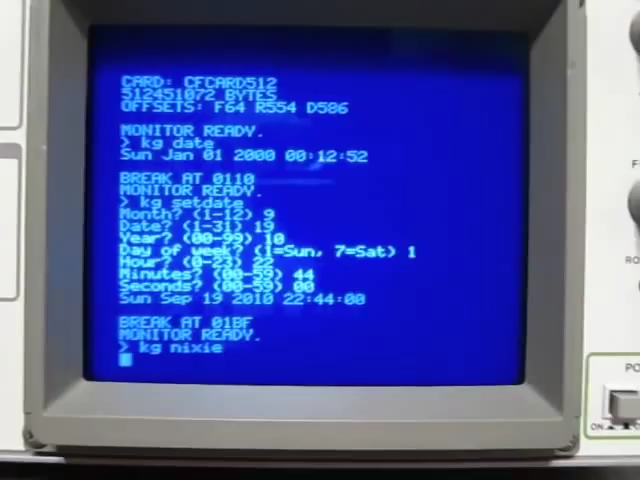 CARD: CFCARD512
512451072 BYTES
OFFSETS: F64 R554 D586
MONITOR READY.
> kg date
Sun Jan 01 2000 00:12:52
BREAK AT 0110
MONITOR READY.
> kg setdate
Month? (1-12) 9
Date? (1-31) 19
Year? (00-99) 10
Day of week? (1=Sun, 7=Sat) 1
Hour? (0-23) 22
Minutes? (00-59) 44
Seconds? (00-59) 00
Sun Sep 19 2010 22:44:00
BREAK AT 01BF
MONITOR READY.
> kg nixie
ON